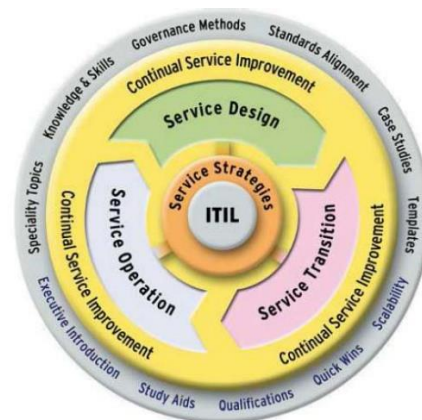 Governance Methods
Standards Alignment
Case Studies
Templates
Scalability
Quick Wins
Qualifications
Study Aids
Executive Introduction
Speciality Topics
Knowledge & Skills
Continual Service Improvement
Continual Service Improvement
Continual Service Improvement
Service Design
Service Transition
Service Operation
Service Strategies
ITIL